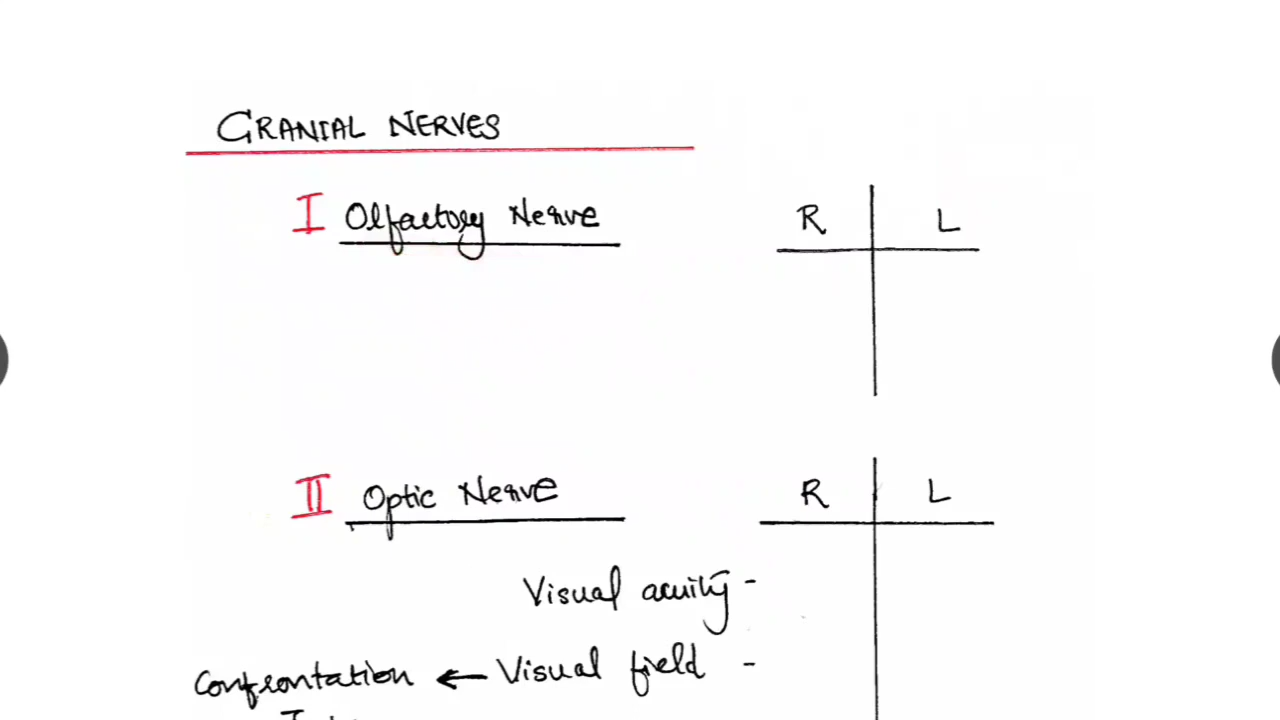 CRANIAL NERVES
I Olfactory Nerve
R L
II Optic Nerve
R L
Visual acuity -
Confrontation ← Visual field -